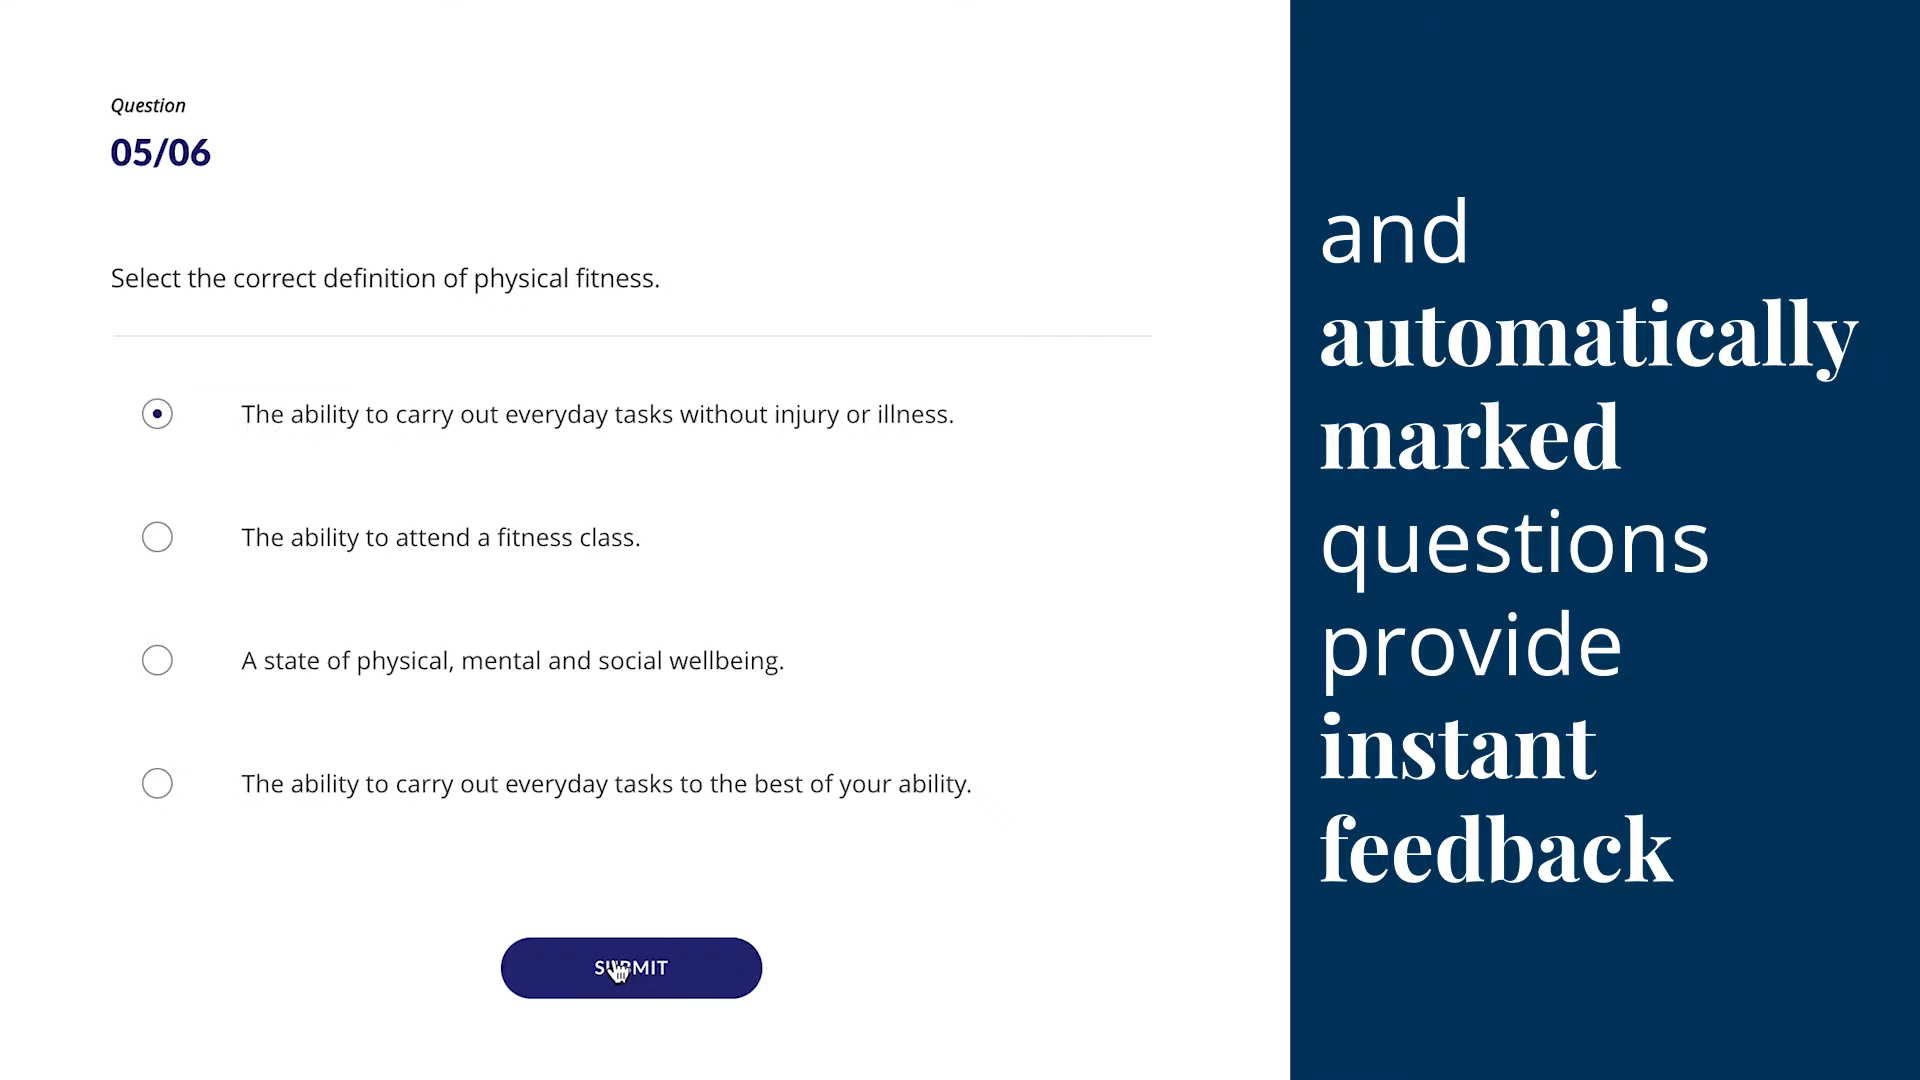 Question
05/06
Select the correct definition of physical fitness.
The ability to carry out everyday tasks without injury or illness.
The ability to attend a fitness class.
A state of physical, mental and social wellbeing.
The ability to carry out everyday tasks to the best of your ability.
SUBMIT
and
automatically
marked
questions
provide
instant
feedback